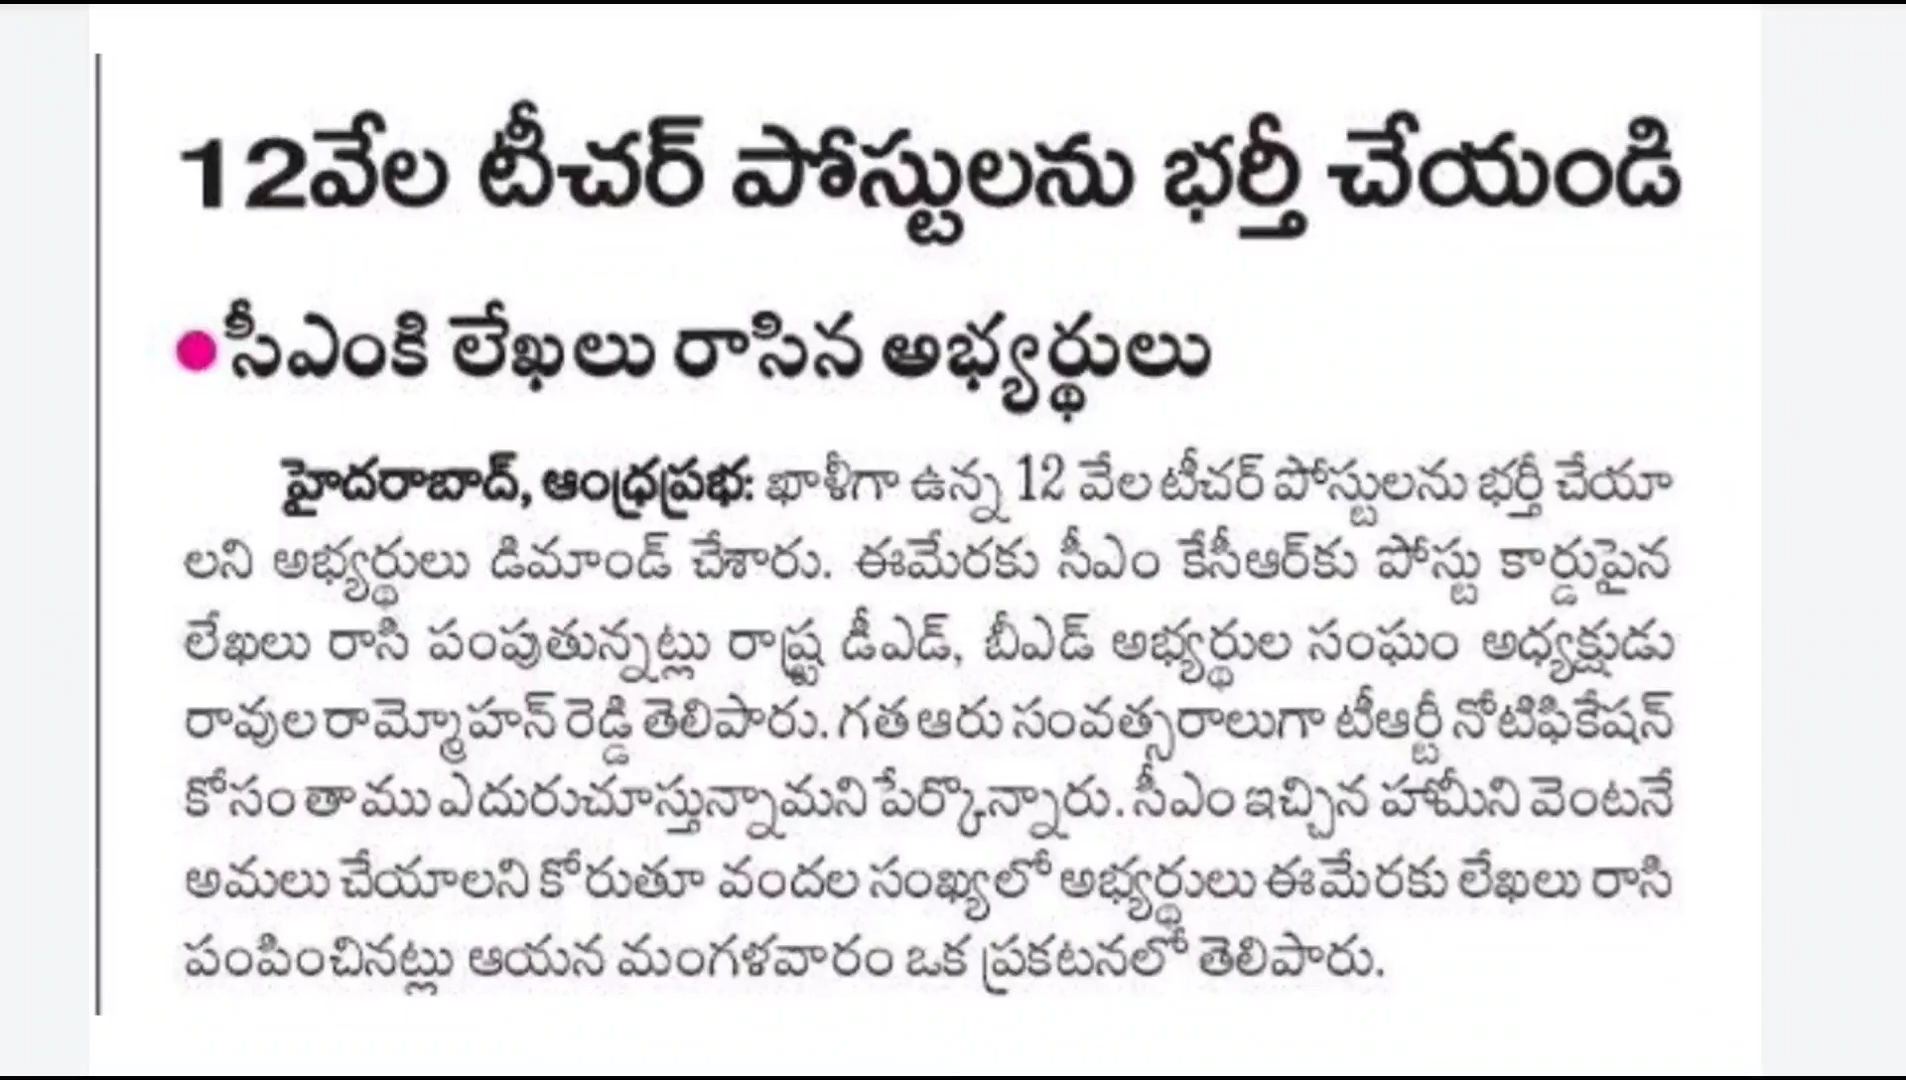 12వేల టీచర్ పోస్టులను భర్తీ చేయండి
●సీఎంకి లేఖలు రాసిన అభ్యర్థులు
హైదరాబాద్, ఆంధ్రప్రభ: ఖాళీగా ఉన్న 12 వేల టీచర్ పోస్టులను భర్తీ చేయా
లని అభ్యర్థులు డిమాండ్ చేశారు. ఈమేరకు సీఎం కేసీఆర్‌కు పోస్టు కార్డుపైన
లేఖలు రాసి పంపుతున్నట్లు రాష్ట్ర డీఎడ్, బీఎడ్ అభ్యర్థుల సంఘం అధ్యక్షుడు
రావుల రామ్మోహన్ రెడ్డి తెలిపారు. గత ఆరు సంవత్సరాలుగా టీఆర్టీ నోటిఫికేషన్
కోసం తాము ఎదురుచూస్తున్నామని పేర్కొన్నారు. సీఎం ఇచ్చిన హామీని వెంటనే
అమలు చేయాలని కోరుతూ వందల సంఖ్యలో అభ్యర్థులు ఈమేరకు లేఖలు రాసి
పంపించినట్లు ఆయన మంగళవారం ఒక ప్రకటనలో తెలిపారు.